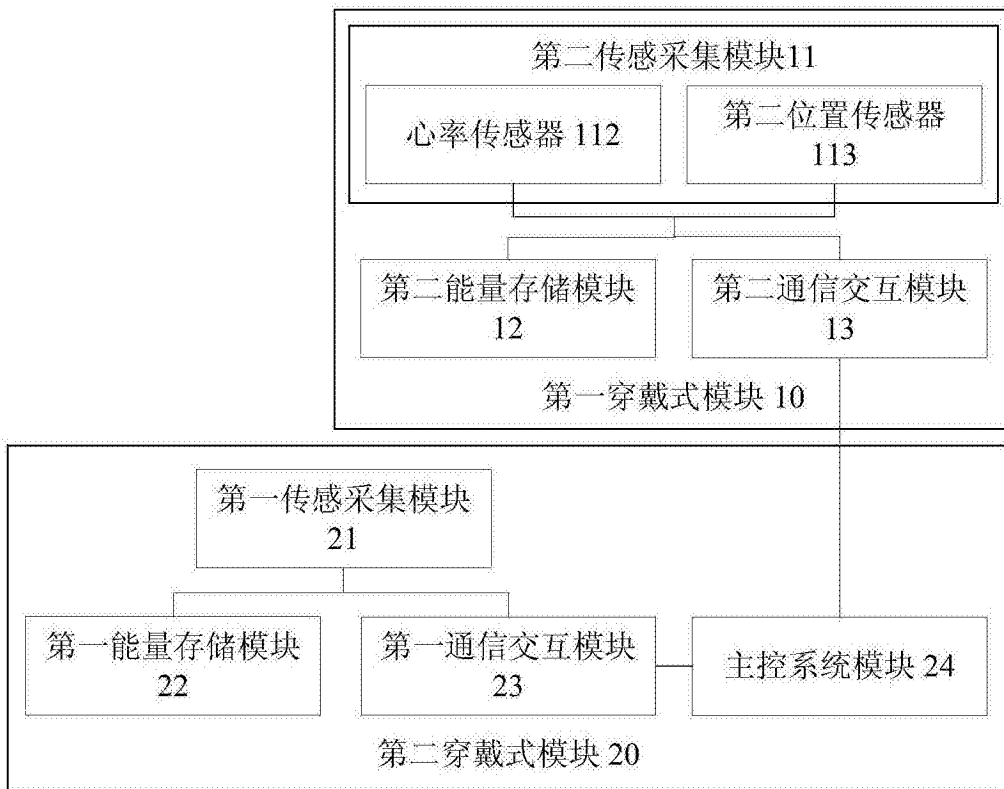 第二传感采集模块11
心率传感器 112
第二位置传感器
113
第二能量存储模块
12
第二通信交互模块
13
第一穿戴式模块 10
第一传感采集模块
21
第一能量存储模块
22
第一通信交互模块
23
主控系统模块 24
第二穿戴式模块 20